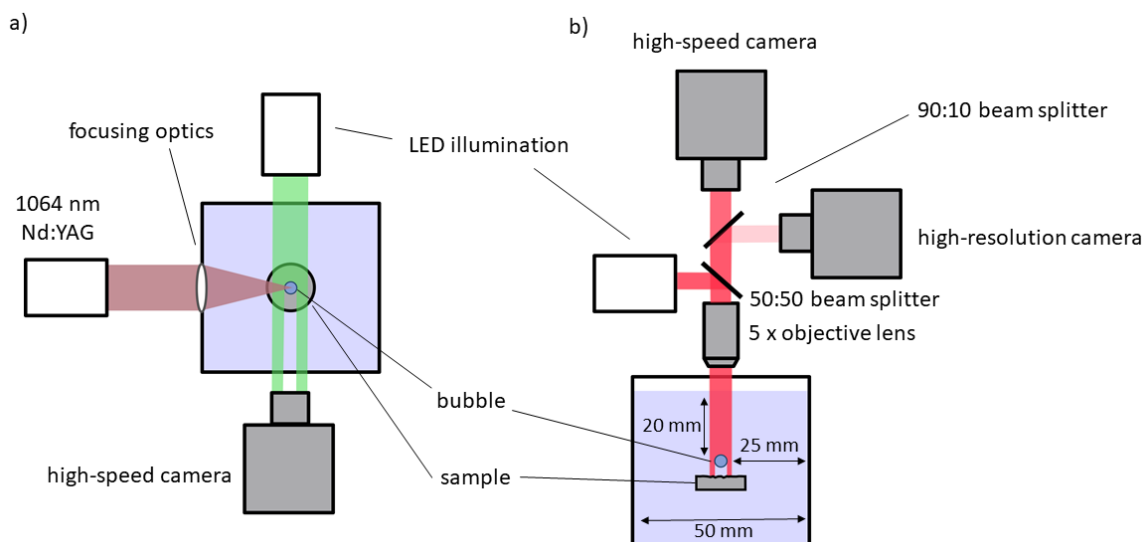 a)
focusing optics
LED illumination
1064 nm
Nd:YAG
bubble
high-speed camera
sample
b)
high-speed camera
90:10 beam splitter
high-resolution camera
50:50 beam splitter
5 x objective lens
20 mm
25 mm
50 mm